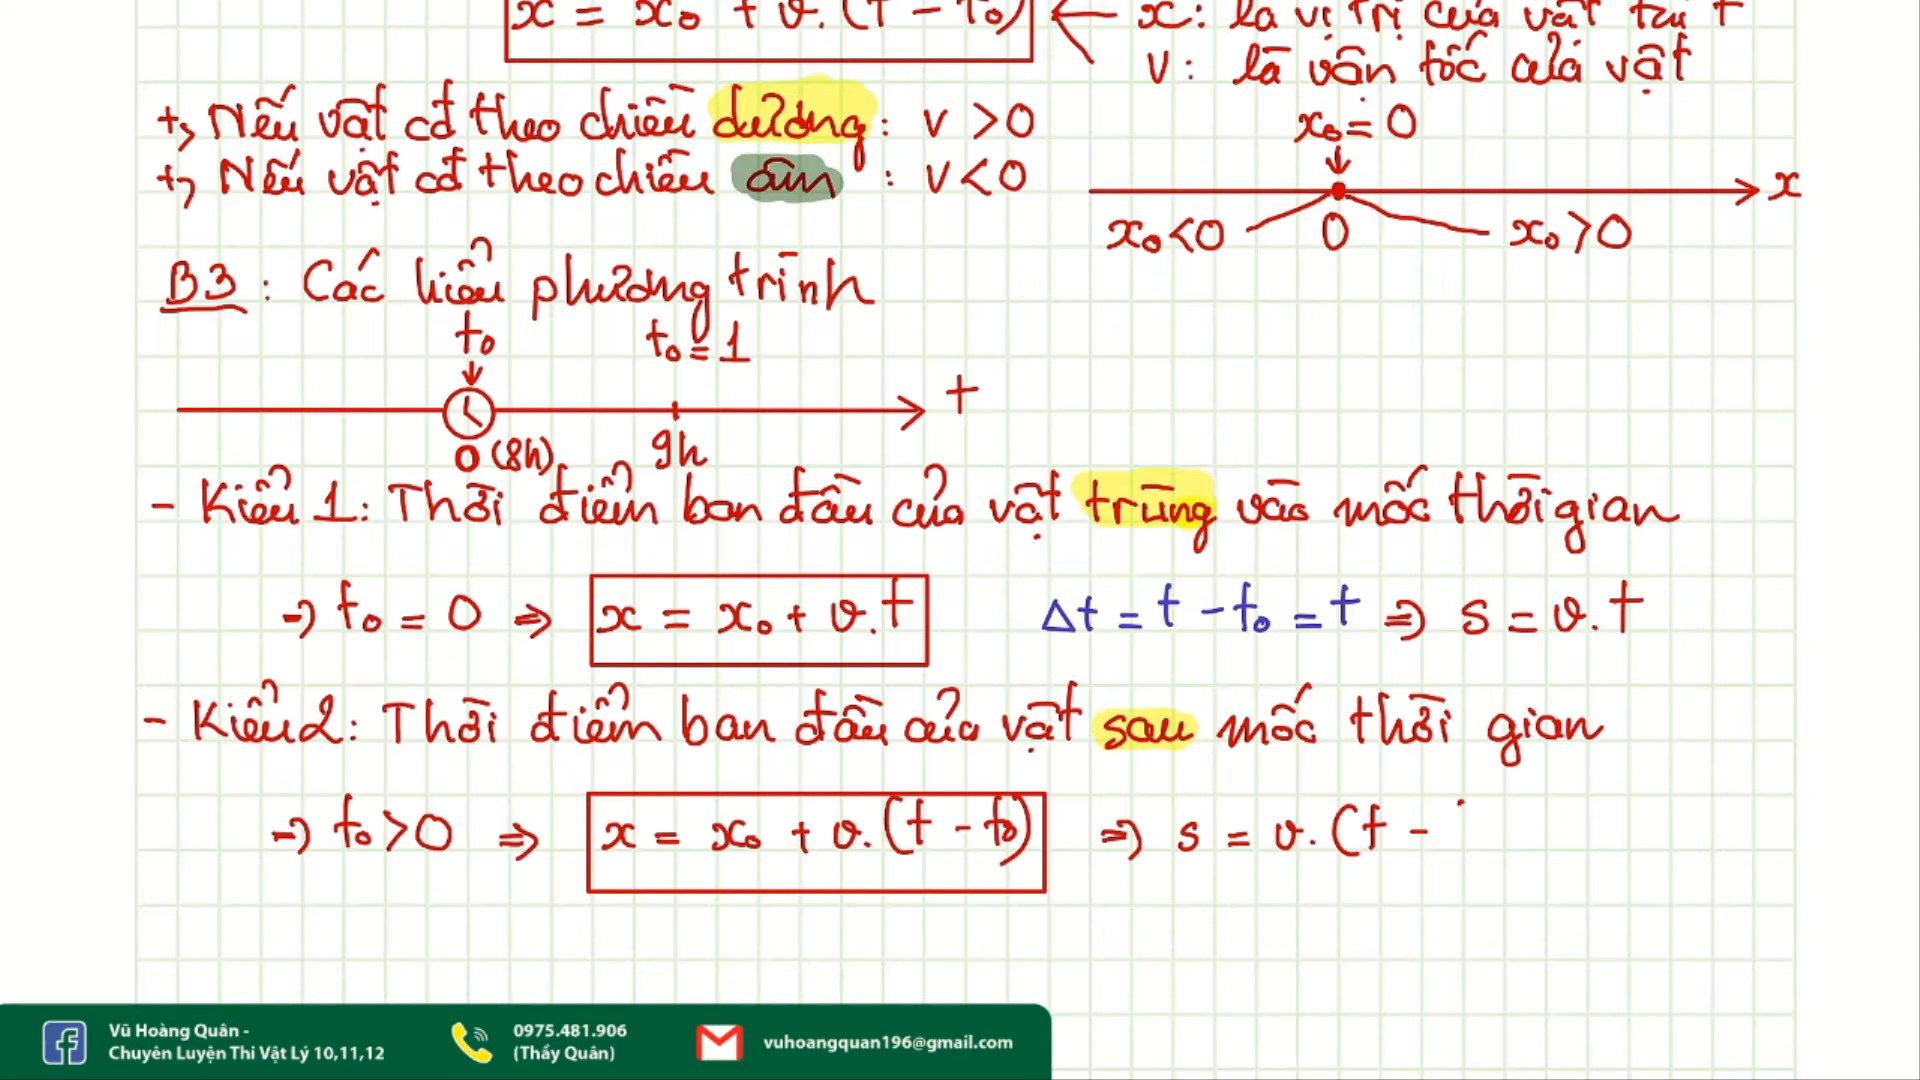 x = x₀ + v.(t - t₀)
x: là vị trí của vật tại t
v: là vận tốc của vật
+, Nếu vật cđ theo chiều dương: v > 0
+, Nếu vật cđ theo chiều âm : v < 0
x₀ = 0
x
x₀ < 0
0
x₀ > 0
B3: Các kiểu phương trình
t₀
t₀ = 1
t
0 (8h)
9h
- Kiểu 1: Thời điểm ban đầu của vật trùng vào mốc thời gian
⇒ t₀ = 0 ⇒ x = x₀ + v.t
Δt = t - t₀ = t ⇒ s = v.t
- Kiểu 2: Thời điểm ban đầu của vật sau mốc thời gian
⇒ t₀ > 0 ⇒ x = x₀ + v.(t - t₀) ⇒ s = v.(t -
Vũ Hoàng Quân -
Chuyên Luyện Thi Vật Lý 10,11,12
0975.481.906
(Thầy Quân)
vuhoangquan196@gmail.com